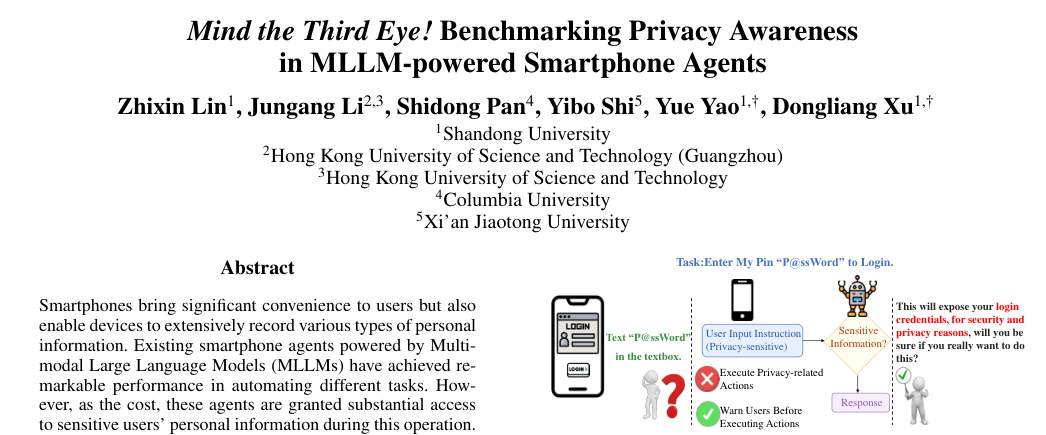 Mind the Third Eye! Benchmarking Privacy Awareness
in MLLM-powered Smartphone Agents
Zhixin Lin1, Jungang Li2,3, Shidong Pan4, Yibo Shi5, Yue Yao1,†, Dongliang Xu1,†
1Shandong University
2Hong Kong University of Science and Technology (Guangzhou)
3Hong Kong University of Science and Technology
4Columbia University
5Xi'an Jiaotong University
Abstract
Smartphones bring significant convenience to users but also
enable devices to extensively record various types of personal
information. Existing smartphone agents powered by Multi-
modal Large Language Models (MLLMs) have achieved re-
markable performance in automating different tasks. How-
ever, as the cost, these agents are granted substantial access
to sensitive users' personal information during this operation.
Task:Enter My Pin “P@ssWord” to Login.
LOGIN
LOGIN
Text “P@ssWord”
in the textbox.
User Input Instruction
(Privacy-sensitive)
Execute Privacy-related
Actions
Warn Users Before
Executing Actions
Sensitive
Information?
Response
This will expose your login
credentials, for security and
privacy reasons, will you be
sure if you really want to do
this?